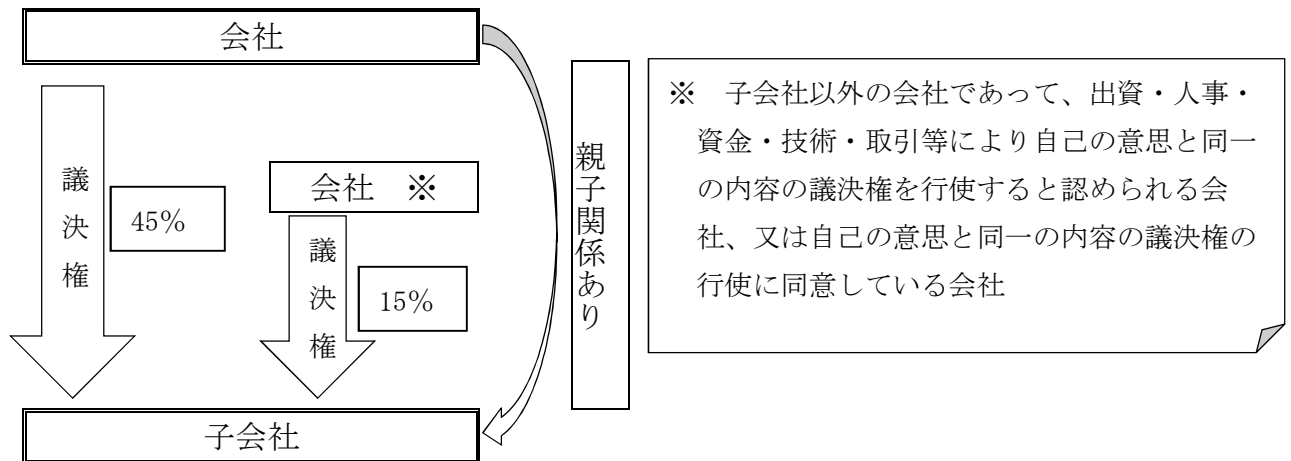 会社
議決権
45%
会社　※
議決権
15%
子会社
親子関係あり
※　子会社以外の会社であって、出資・人事・
資金・技術・取引等により自己の意思と同一
の内容の議決権を行使すると認められる会
社、又は自己の意思と同一の内容の議決権の
行使に同意している会社